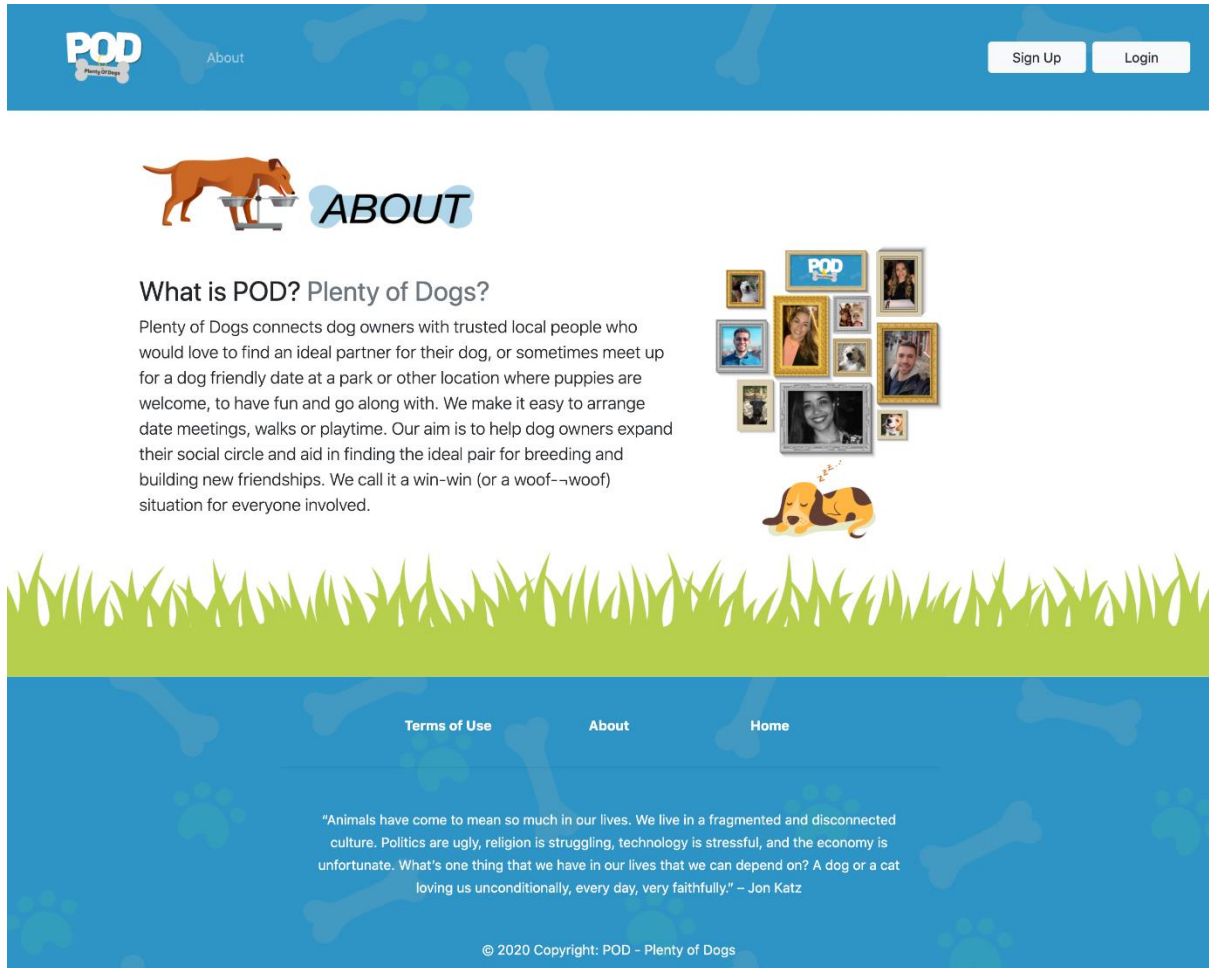 POD
Plenty Of Dogs
About
Sign Up
Login
ABOUT
What is POD? Plenty of Dogs?
Plenty of Dogs connects dog owners with trusted local people who
would love to find an ideal partner for their dog, or sometimes meet up
for a dog friendly date at a park or other location where puppies are
welcome, to have fun and go along with. We make it easy to arrange
date meetings, walks or playtime. Our aim is to help dog owners expand
their social circle and aid in finding the ideal pair for breeding and
building new friendships. We call it a win-win (or a woof-¬woof)
situation for everyone involved.
POD
zzz...
Terms of Use
About
Home
“Animals have come to mean so much in our lives. We live in a fragmented and disconnected
culture. Politics are ugly, religion is struggling, technology is stressful, and the economy is
unfortunate. What's one thing that we have in our lives that we can depend on? A dog or a cat
loving us unconditionally, every day, very faithfully.” – Jon Katz
© 2020 Copyright: POD - Plenty of Dogs